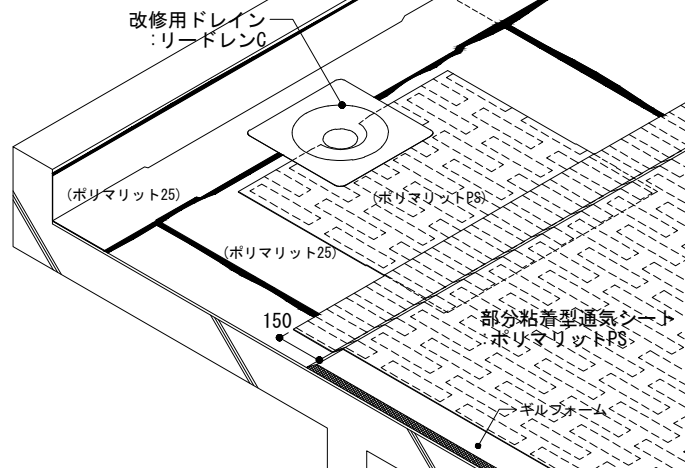 改修用ドレイン
:リードレンC
(ポリマリット25)
(ポリマリットPS)
(ポリマリット25)
150
部分粘着型通気シート
ポリマリットPS
ギルフォーム